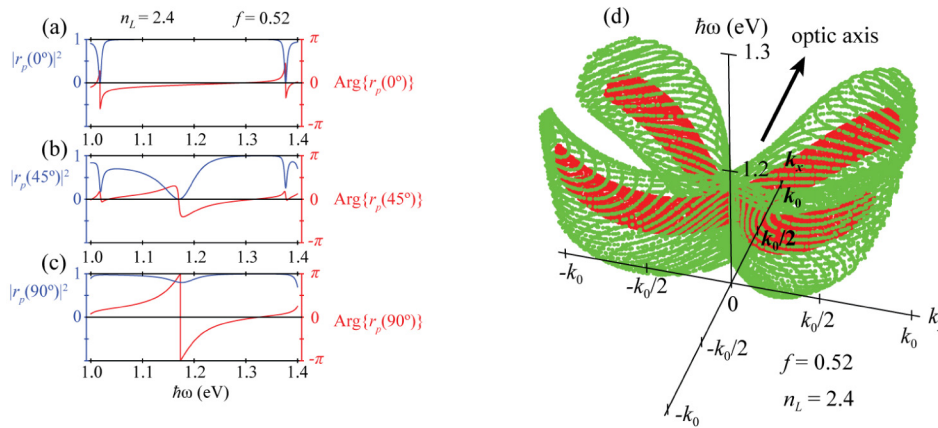 (a)
n_L = 2.4 f = 0.52
|r_p(0°)|²
1
0
π
0
-π
Arg{r_p(0°)}
1.0 1.1 1.2 1.3 1.4
(b)
|r_p(45°)|²
1
0
π
0
-π
Arg{r_p(45°)}
1.0 1.1 1.2 1.3 1.4
(c)
|r_p(90°)|²
1
0
π
0
-π
Arg{r_p(90°)}
1.0 1.1 1.2 1.3 1.4
ħω (eV)
(d)
ħω (eV)
1.3
optic axis
1.2
k_x
k_0
k_0/2
-k_0
-k_0/2
0
k_0/2
k_0
k
-k_0/2
-k_0
f = 0.52
n_L = 2.4